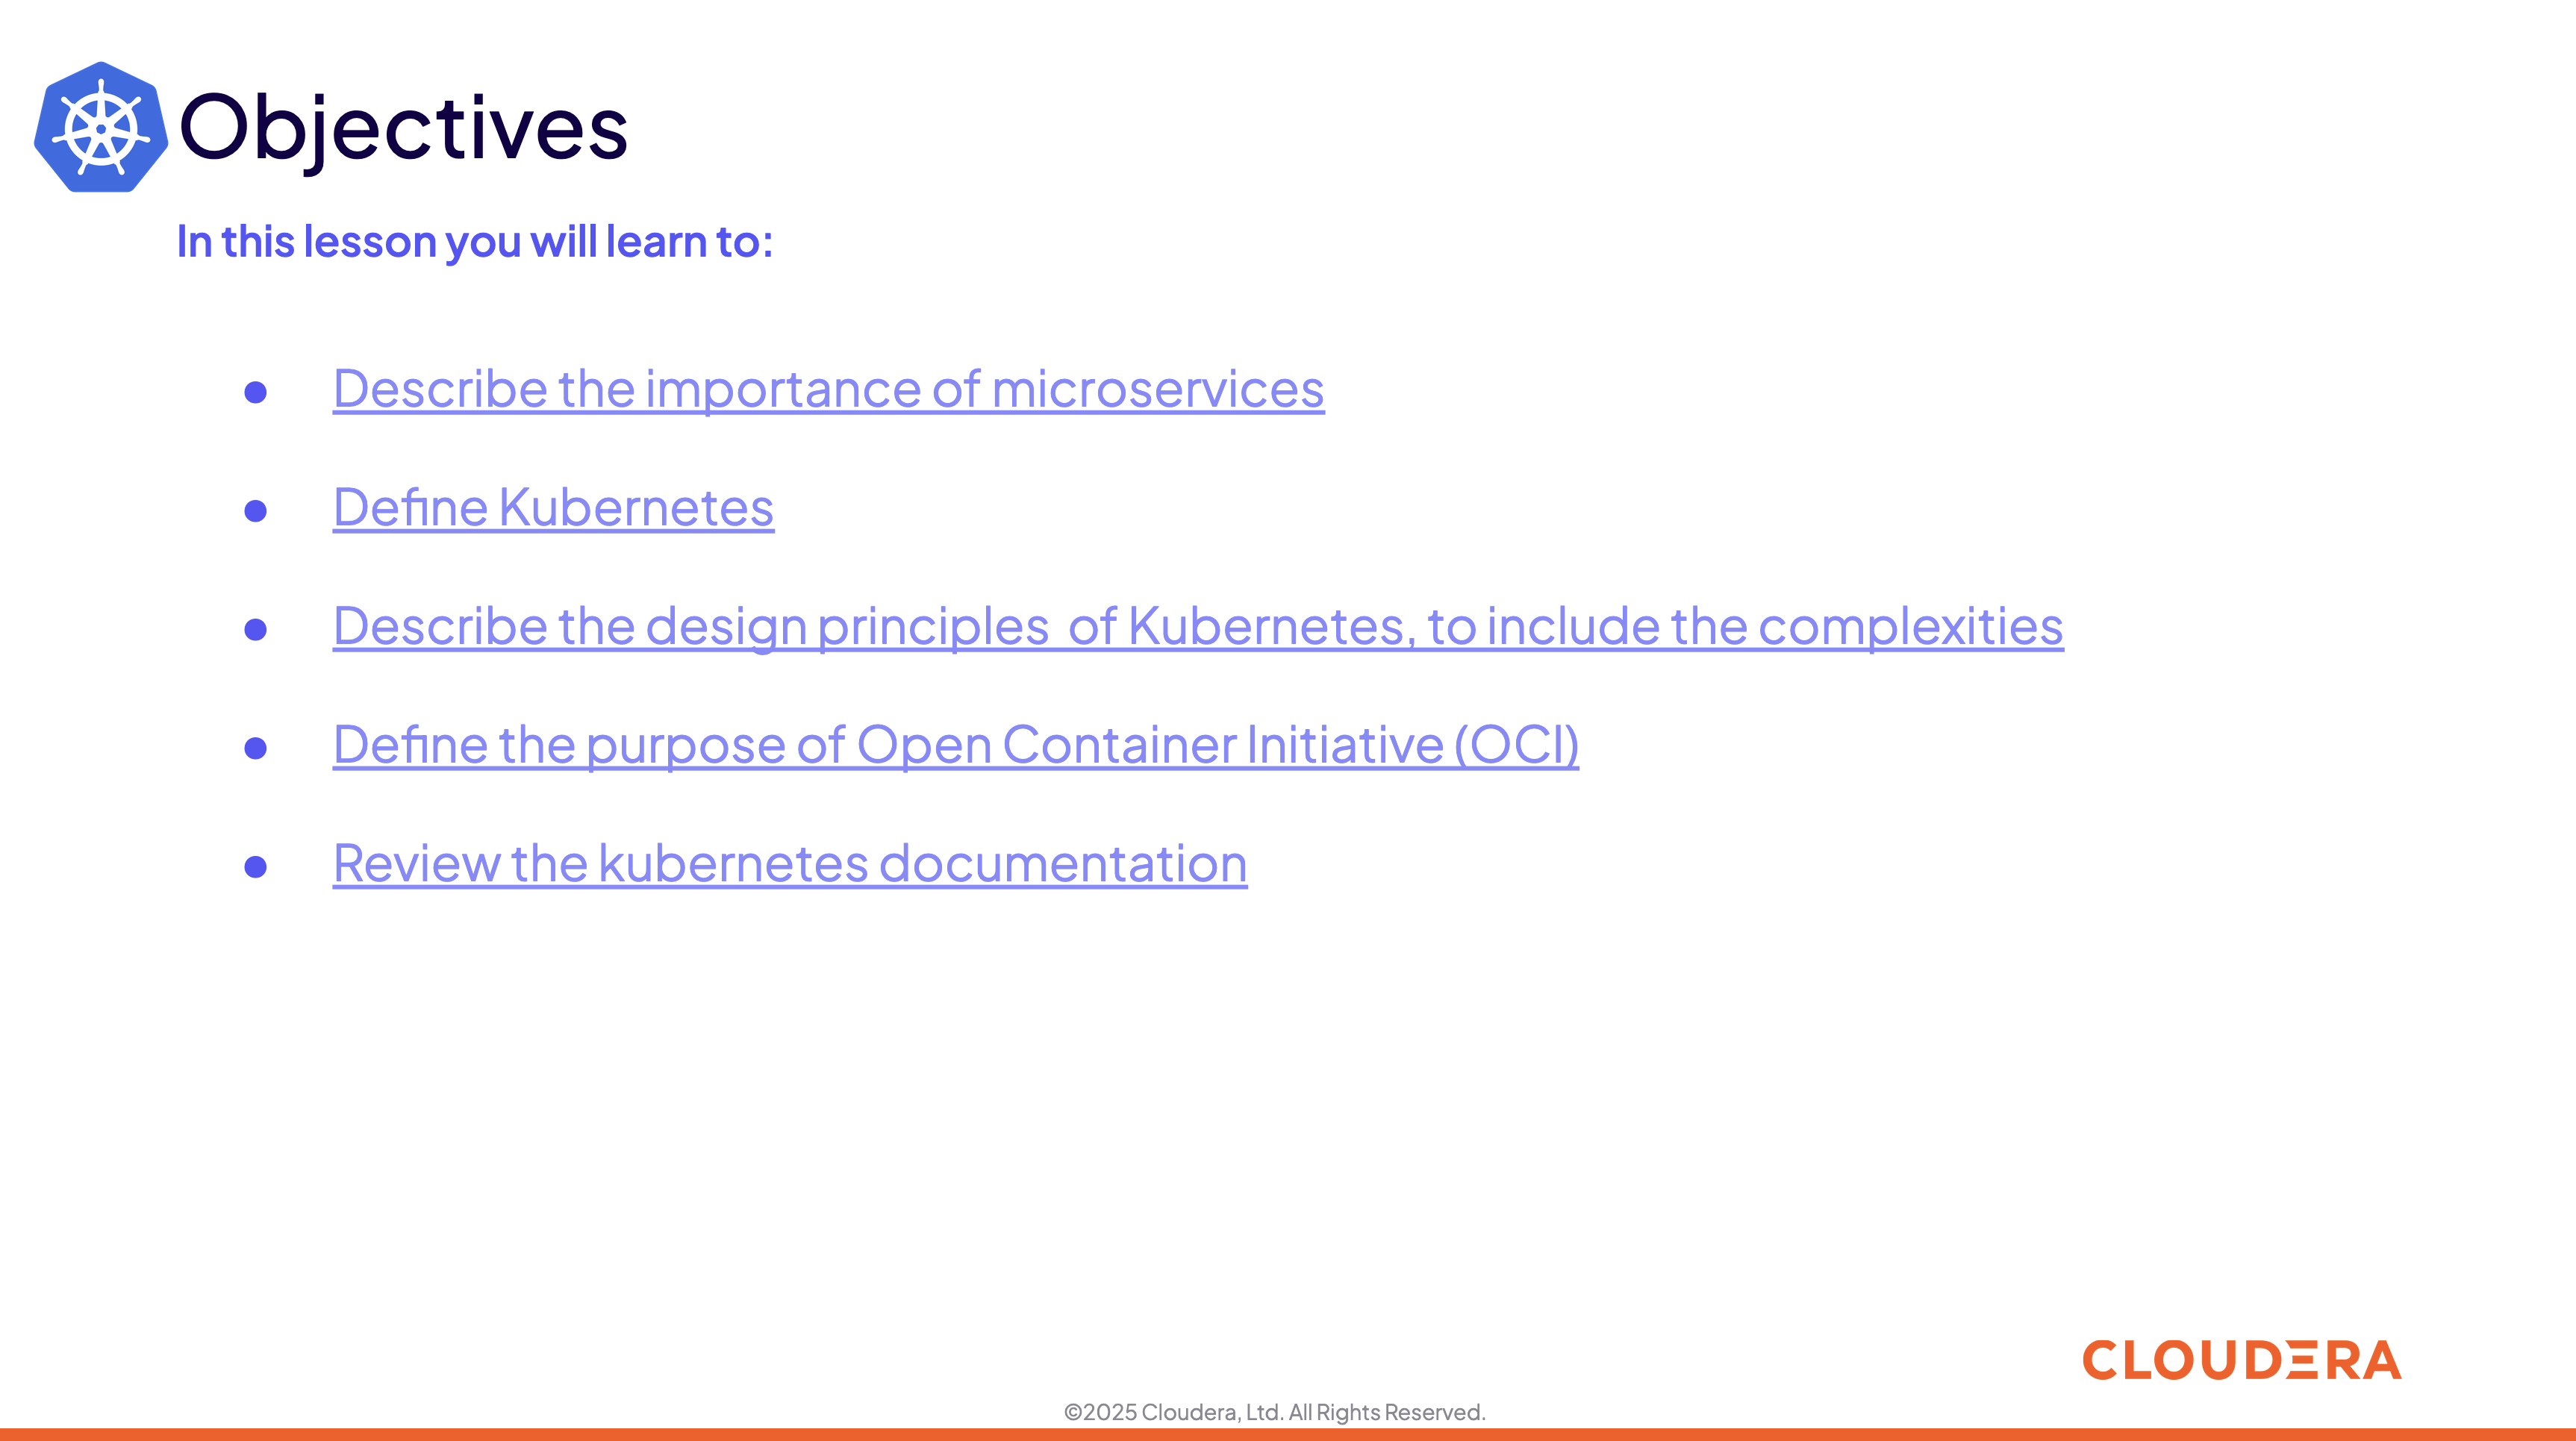 Objectives
In this lesson you will learn to:
● Describe the importance of microservices
● Define Kubernetes
● Describe the design principles  of Kubernetes, to include the complexities
● Define the purpose of Open Container Initiative (OCI)
● Review the kubernetes documentation
CLOUDERA
©2025 Cloudera, Ltd. All Rights Reserved.